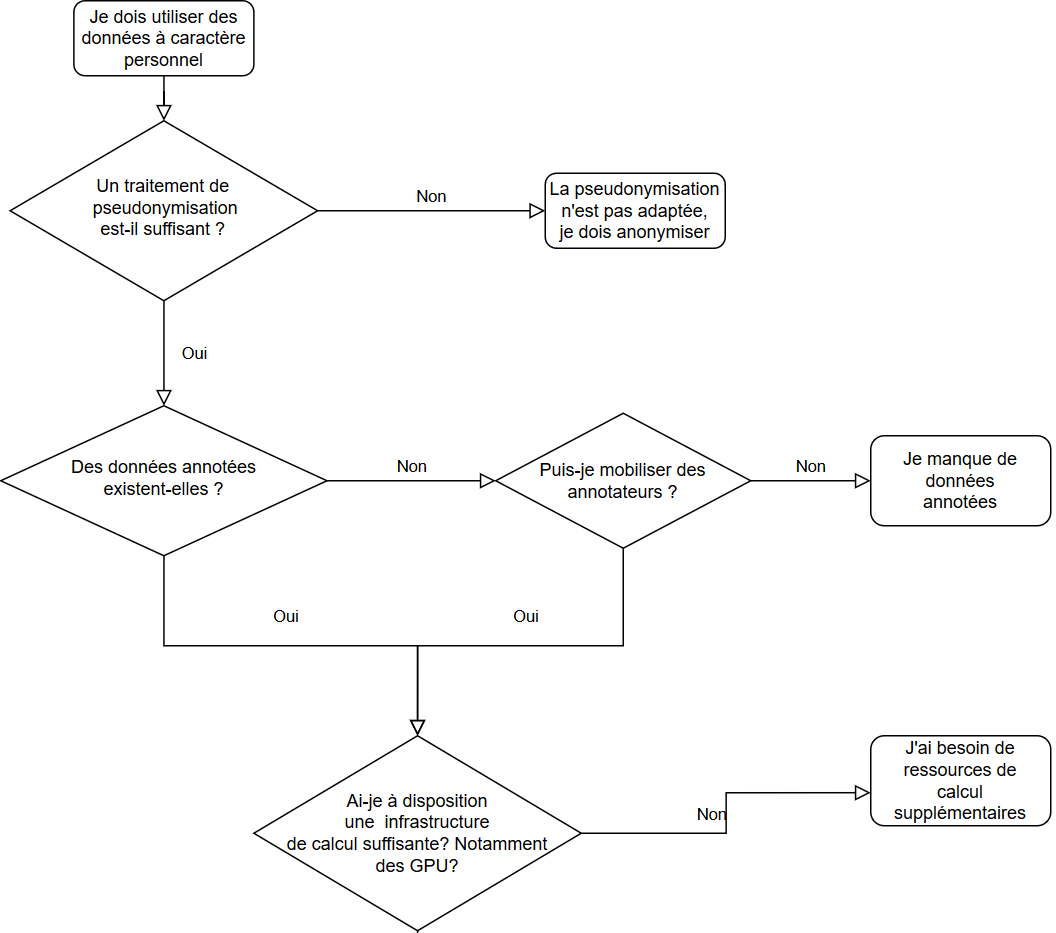 Je dois utiliser des
données à caractère
personnel
Un traitement de
pseudonymisation
est-il suffisant ?
Non
La pseudonymisation
n'est pas adaptée,
je dois anonymiser
Oui
Des données annotées
existent-elles ?
Non
Puis-je mobiliser des
annotateurs ?
Non
Je manque de
données
annotées
Oui
Oui
Ai-je à disposition
une  infrastructure
de calcul suffisante? Notamment
des GPU?
Non
J'ai besoin de
ressources de
calcul
supplémentaires